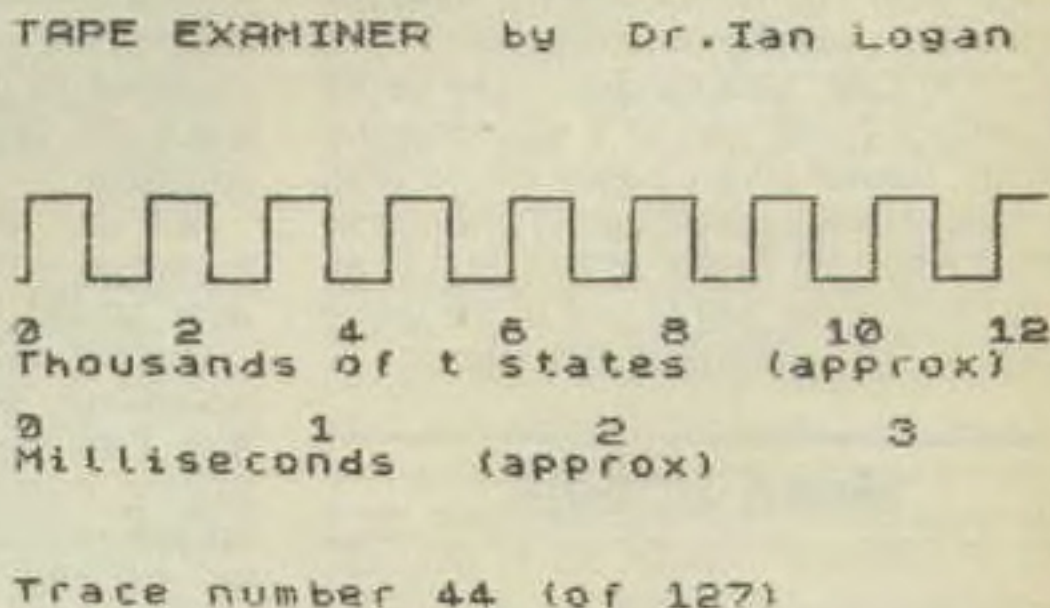 TAPE EXAMINER by Dr.Ian Logan
0 2 4 6 8 10 12
Thousands of t states (approx)
0 1 2 3
Milliseconds (approx)
Trace number 44 (of 127)